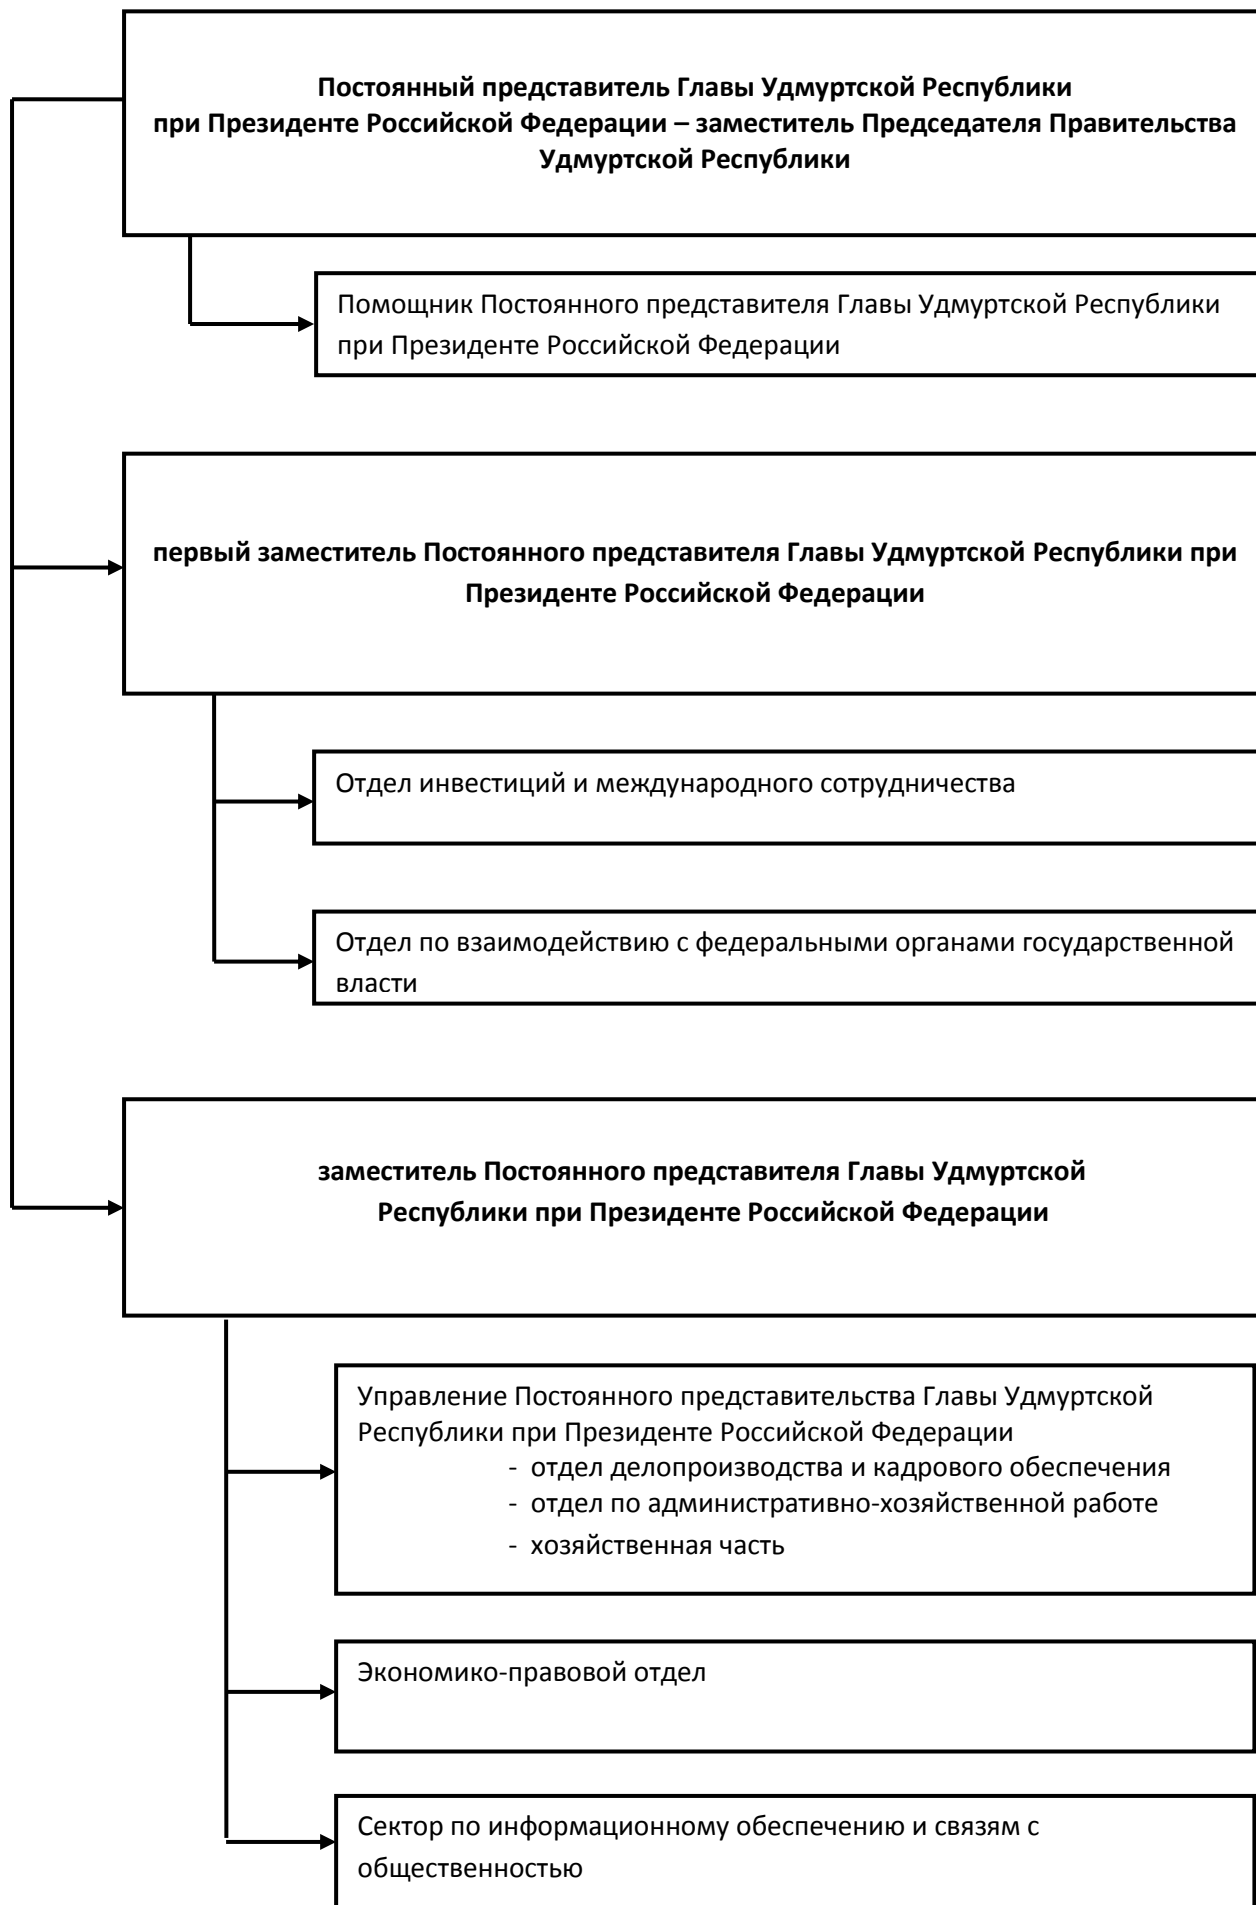 Постоянный представитель Главы Удмуртской Республики
при Президенте Российской Федерации – заместитель Председателя Правительства
Удмуртской Республики
Помощник Постоянного представителя Главы Удмуртской Республики
при Президенте Российской Федерации
первый заместитель Постоянного представителя Главы Удмуртской Республики при
Президенте Российской Федерации
Отдел инвестиций и международного сотрудничества
Отдел по взаимодействию с федеральными органами государственной
власти
заместитель Постоянного представителя Главы Удмуртской
Республики при Президенте Российской Федерации
Управление Постоянного представительства Главы Удмуртской
Республики при Президенте Российской Федерации
- отдел делопроизводства и кадрового обеспечения
- отдел по административно-хозяйственной работе
- хозяйственная часть
Экономико-правовой отдел
Сектор по информационному обеспечению и связям с
общественностью